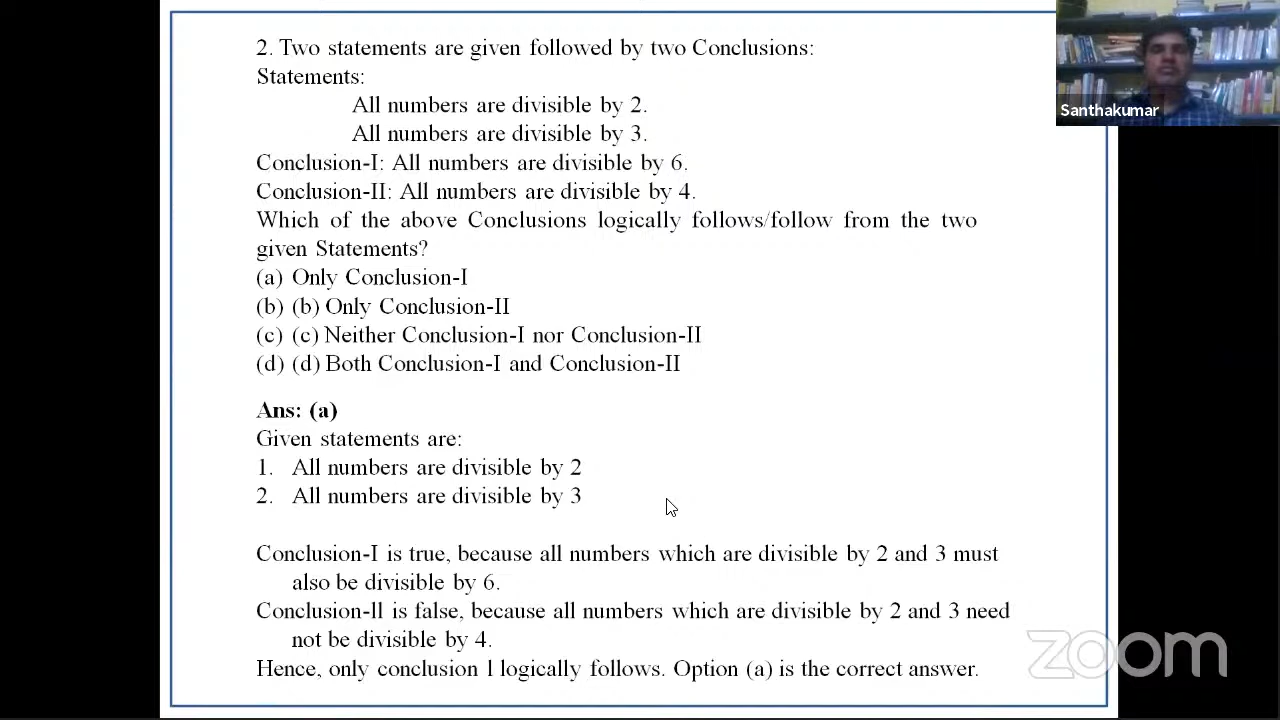 2. Two statements are given followed by two Conclusions:
Statements:
All numbers are divisible by 2.
All numbers are divisible by 3.
Conclusion-I: All numbers are divisible by 6.
Conclusion-II: All numbers are divisible by 4.
Which of the above Conclusions logically follows/follow from the two
given Statements?
(a) Only Conclusion-I
(b) (b) Only Conclusion-II
(c) (c) Neither Conclusion-I nor Conclusion-II
(d) (d) Both Conclusion-I and Conclusion-II
Ans: (a)
Given statements are:
1. All numbers are divisible by 2
2. All numbers are divisible by 3
Conclusion-I is true, because all numbers which are divisible by 2 and 3 must
also be divisible by 6.
Conclusion-ll is false, because all numbers which are divisible by 2 and 3 need
not be divisible by 4.
Hence, only conclusion 1 logically follows. Option (a) is the correct answer.
Santhakumar
zoom